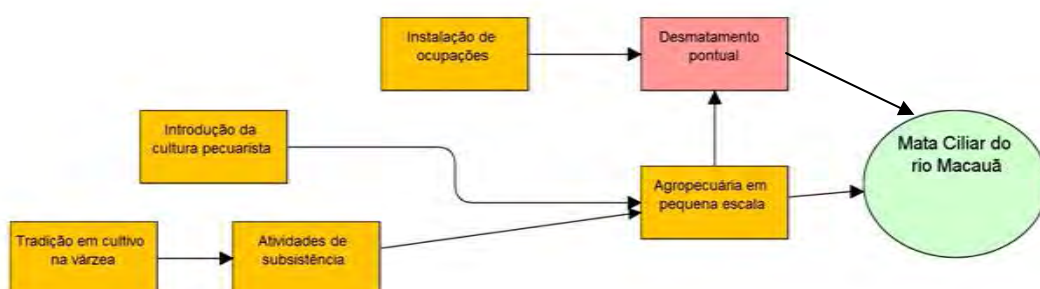 Instalação de
ocupações
Desmatamento
pontual
Introdução da
cultura pecuarista
Mata Ciliar do
rio Macauã
Agropecuária em
pequena escala
Tradição em cultivo
na várzea
Atividades de
subsistência